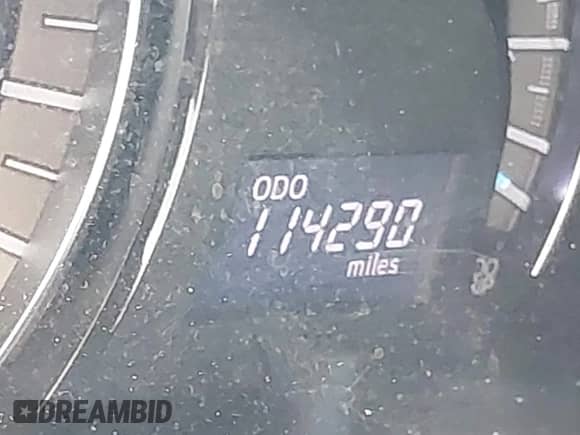 ODO
114290
miles
DREAMBID